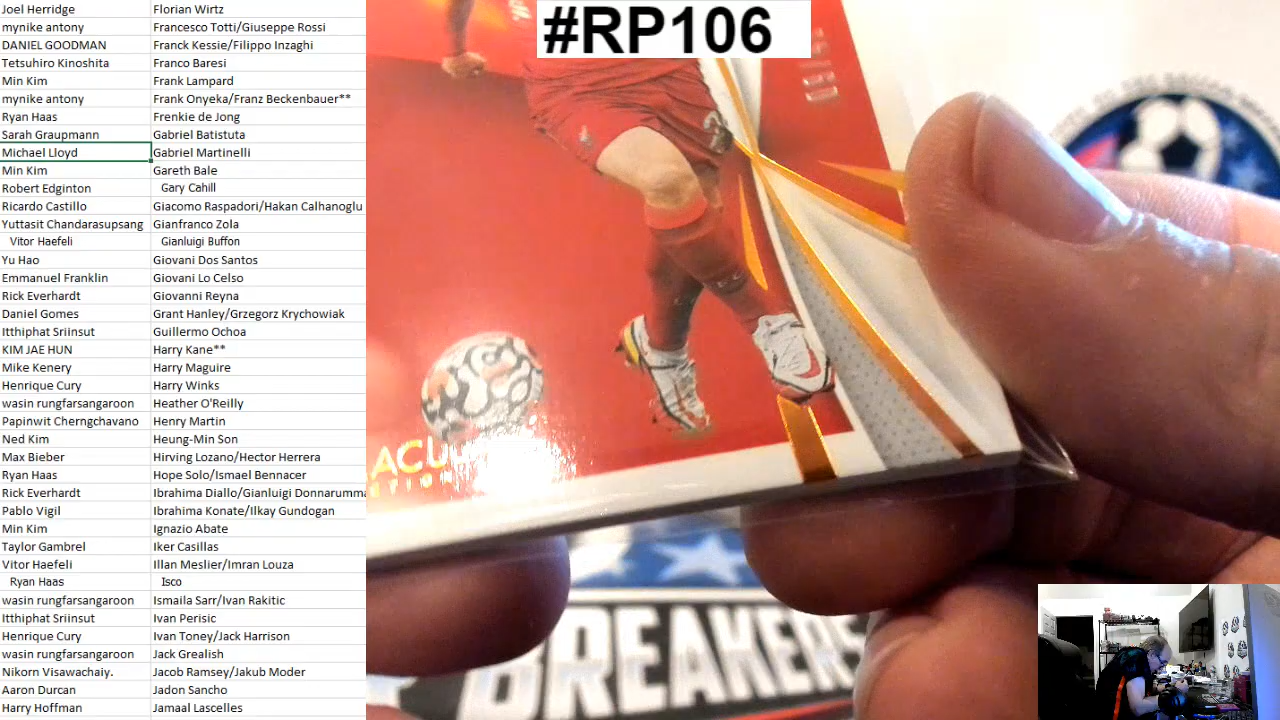 #RP106
Joel Herridge Florian Wirtz
mynike antony Francesco Totti/Giuseppe Rossi
DANIEL GOODMAN Franck Kessie/Filippo Inzaghi
Tetsuhiro Kinoshita Franco Baresi
Min Kim Frank Lampard
mynike antony Frank Onyeka/Franz Beckenbauer**
Ryan Haas Frenkie de Jong
Sarah Graupmann Gabriel Batistuta
Michael Lloyd Gabriel Martinelli
Min Kim Gareth Bale
Robert Edginton Gary Cahill
Ricardo Castillo Giacomo Raspadori/Hakan Calhanoglu
Yuttasit Chandarasupsang Gianfranco Zola
Vitor Haefeli Gianluigi Buffon
Yu Hao Giovani Dos Santos
Emmanuel Franklin Giovani Lo Celso
Rick Everhardt Giovanni Reyna
Daniel Gomes Grant Hanley/Grzegorz Krychowiak
Itthiphat Sriinsut Guillermo Ochoa
KIM JAE HUN Harry Kane**
Mike Kenery Harry Maguire
Henrique Cury Harry Winks
wasin rungfarsangaroon Heather O'Reilly
Papinwit Cherngchavano Henry Martin
Ned Kim Heung-Min Son
Max Bieber Hirving Lozano/Hector Herrera
Ryan Haas Hope Solo/Ismael Bennacer
Rick Everhardt Ibrahima Diallo/Gianluigi Donnarumma
Pablo Vigil Ibrahima Konate/Ilkay Gundogan
Min Kim Ignazio Abate
Taylor Gambrel Iker Casillas
Vitor Haefeli Illan Meslier/Imran Louza
Ryan Haas Isco
wasin rungfarsangaroon Ismaila Sarr/Ivan Rakitic
Itthiphat Sriinsut Ivan Perisic
Henrique Cury Ivan Toney/Jack Harrison
wasin rungfarsangaroon Jack Grealish
Nikorn Visawachaiy. Jacob Ramsey/Jakub Moder
Aaron Durcan Jadon Sancho
Harry Hoffman Jamaal Lascelles
BREAKERS